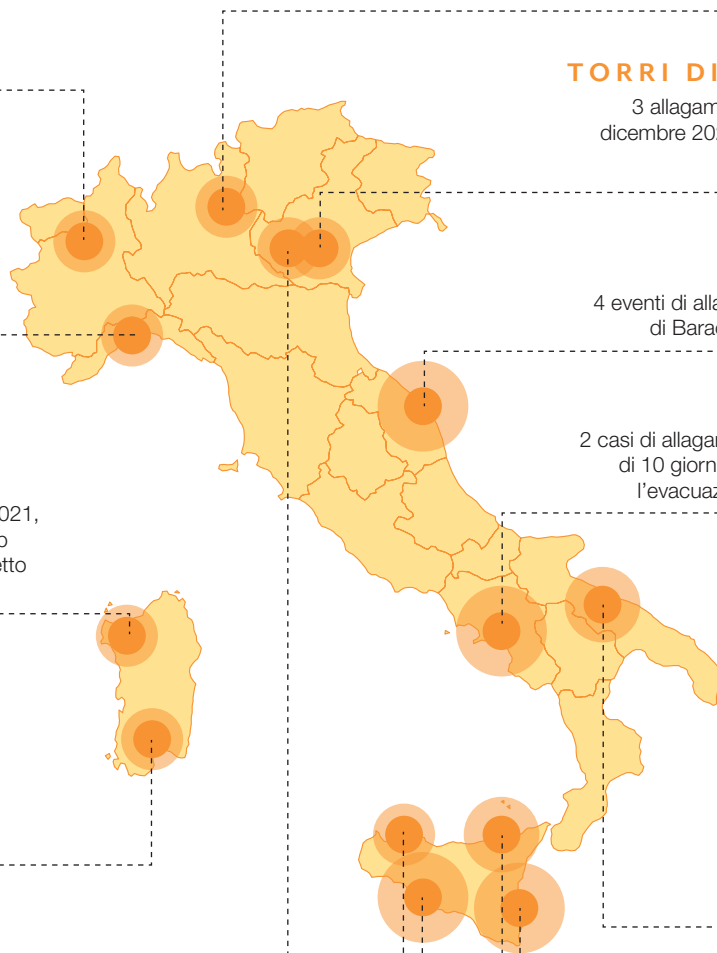 TORRI DI
3 allagam
dicembre 202
4 eventi di alla
di Barac
2 casi di allagam
di 10 giorn
l'evacuaz
021,
o
etto